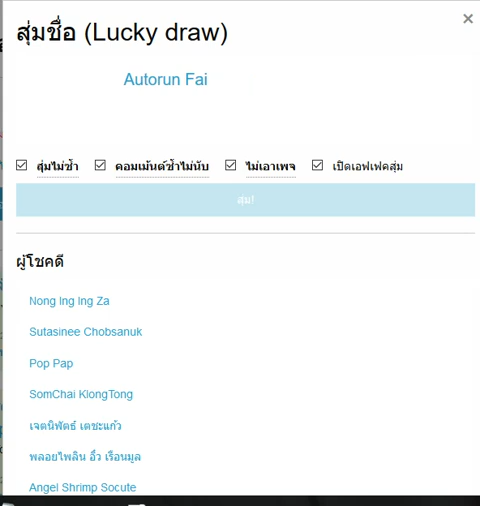 สุ่มชื่อ (Lucky draw)
×
Autorun Fai
สุ่มไม่ซ้ำ คอมเม้นต์ซ้ำไม่นับ ไม่เอาเพจ เปิดเอฟเฟคสุ่ม
สุ่ม!
ผู้โชคดี
Nong Ing Ing Za
Sutasinee Chobsanuk
Pop Pap
SomChai KlongTong
เจตนิพัตธ์ เตชะแก้ว
พลอยไพลิน อิ๋ว เรือนมูล
Angel Shrimp Socute